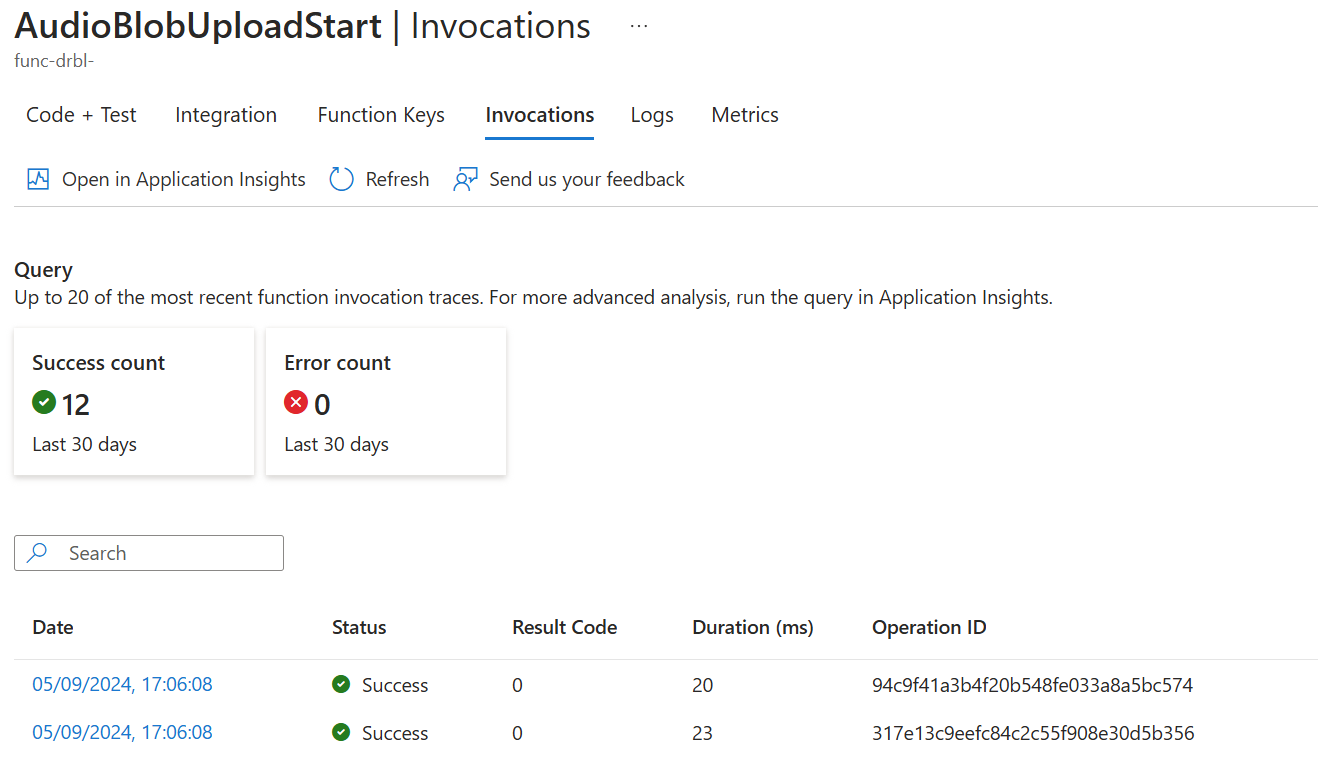 AudioBlobUploadStart | Invocations ...
func-drbl-
Code + Test Integration Function Keys Invocations Logs Metrics
Open in Application Insights Refresh Send us your feedback
Query
Up to 20 of the most recent function invocation traces. For more advanced analysis, run the query in Application Insights.
Success count Error count
12 0
Last 30 days Last 30 days
Search
Date Status Result Code Duration (ms) Operation ID
05/09/2024, 17:06:08 Success 0 20 94c9f41a3b4f20b548fe033a8a5bc574
05/09/2024, 17:06:08 Success 0 23 317e13c9eefc84c2c55f908e30d5b356